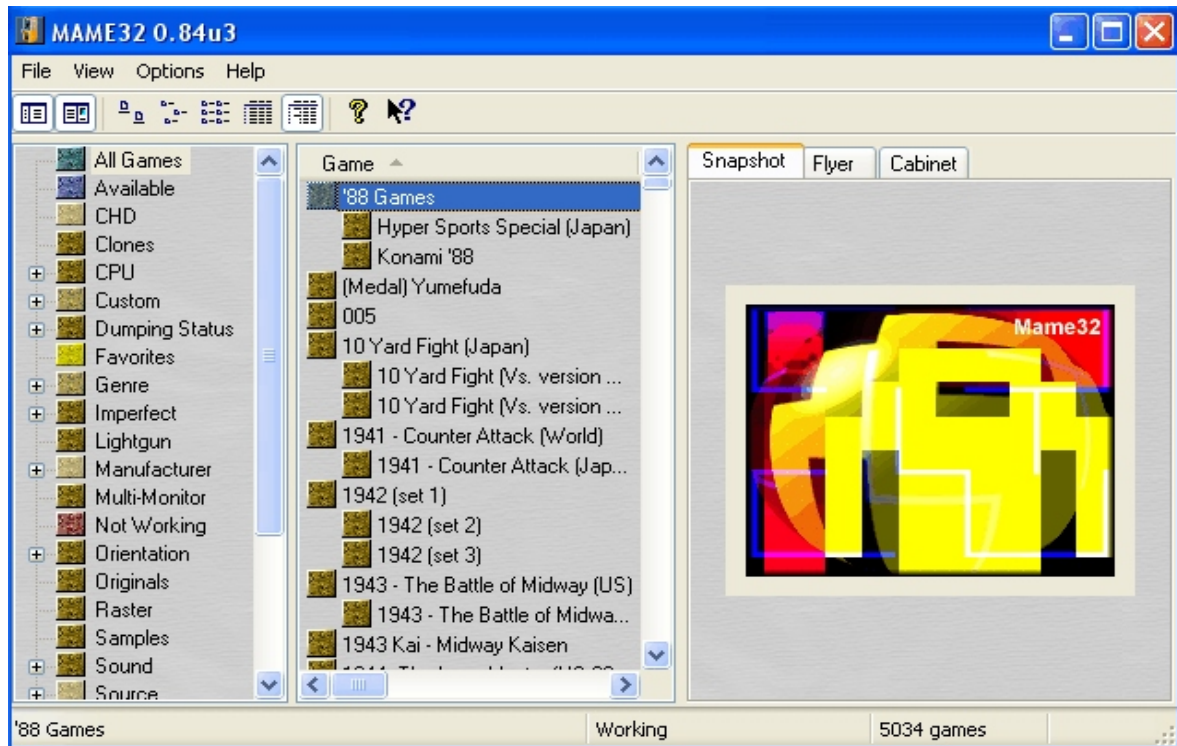 MAME32 0.84u3
File View Options Help
All Games
Available
CHD
Clones
CPU
Custom
Dumping Status
Favorites
Genre
Imperfect
Lightgun
Manufacturer
Multi-Monitor
Not Working
Orientation
Originals
Raster
Samples
Sound
Source
Game
'88 Games
Hyper Sports Special (Japan)
Konami '88
(Medal) Yumefuda
005
10 Yard Fight (Japan)
10 Yard Fight (Vs. version ...
10 Yard Fight (Vs. version ...
1941 - Counter Attack (World)
1941 - Counter Attack (Jap...
1942 (set 1)
1942 (set 2)
1942 (set 3)
1943 - The Battle of Midway (US)
1943 - The Battle of Midwa...
1943 Kai - Midway Kaisen
Snapshot Flyer Cabinet
Mame32
'88 Games Working 5034 games